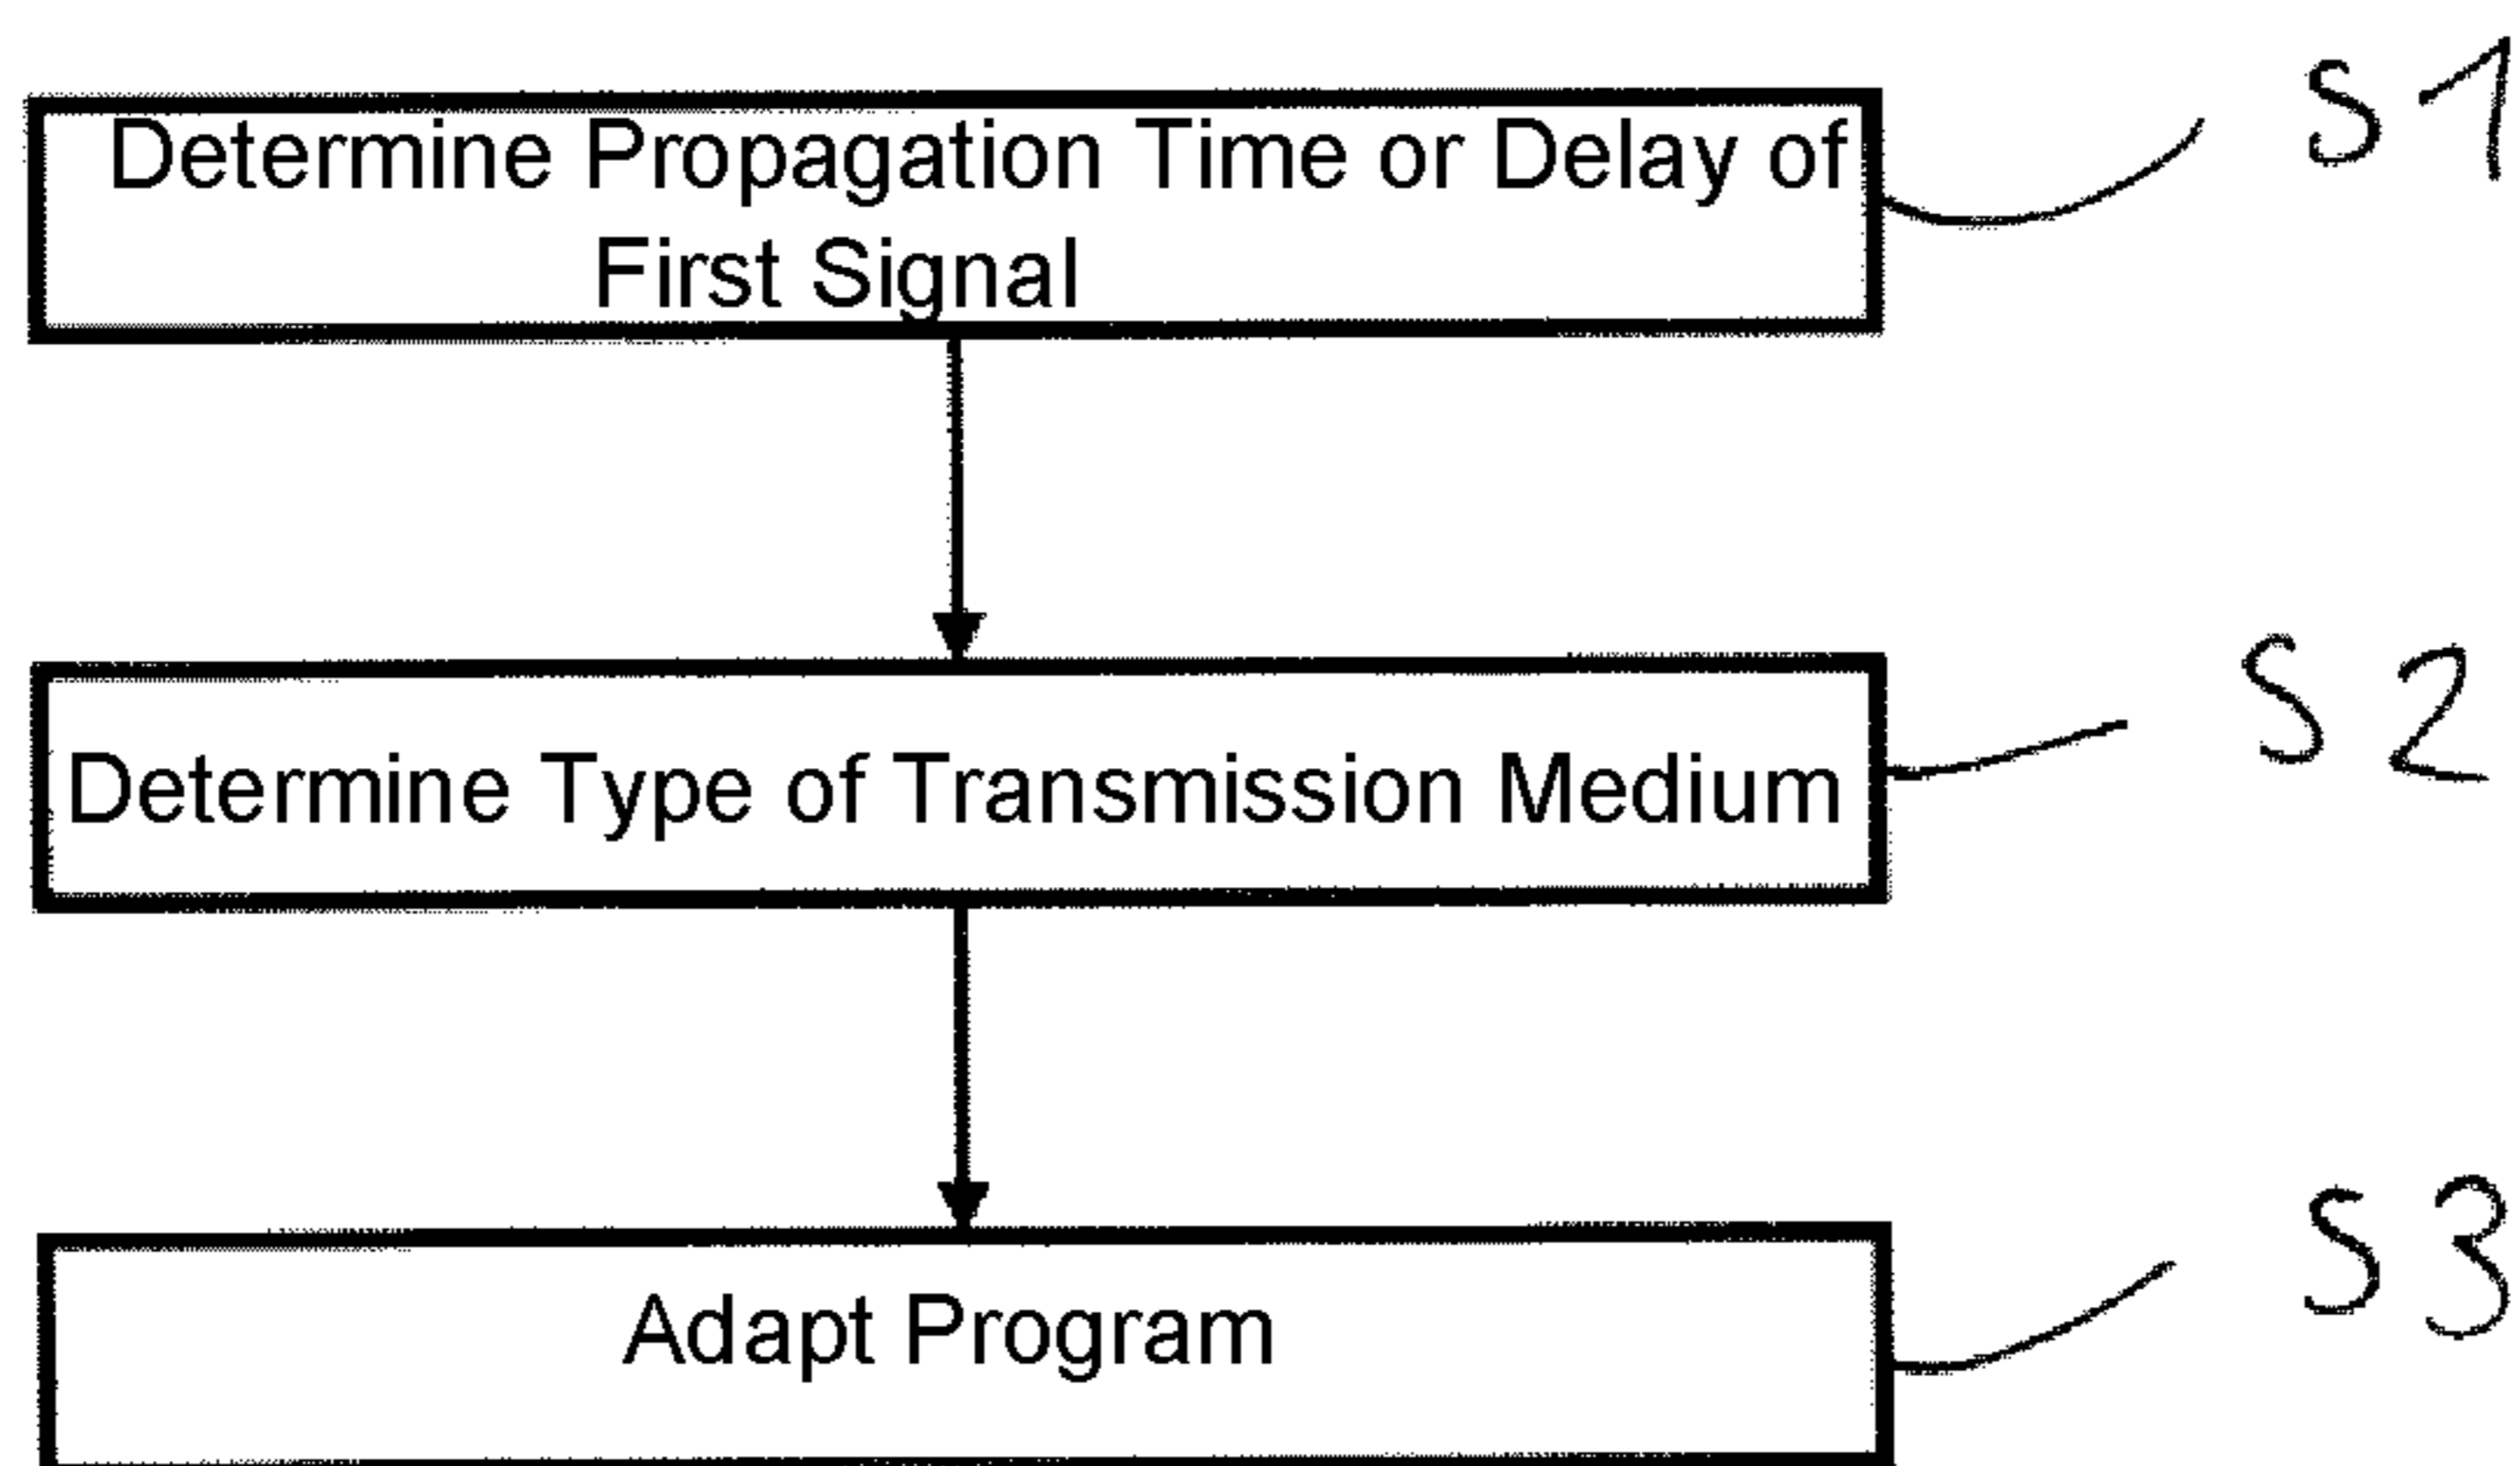 Determine Propagation Time or Delay of
First Signal
S1
Determine Type of Transmission Medium
S2
Adapt Program
S3